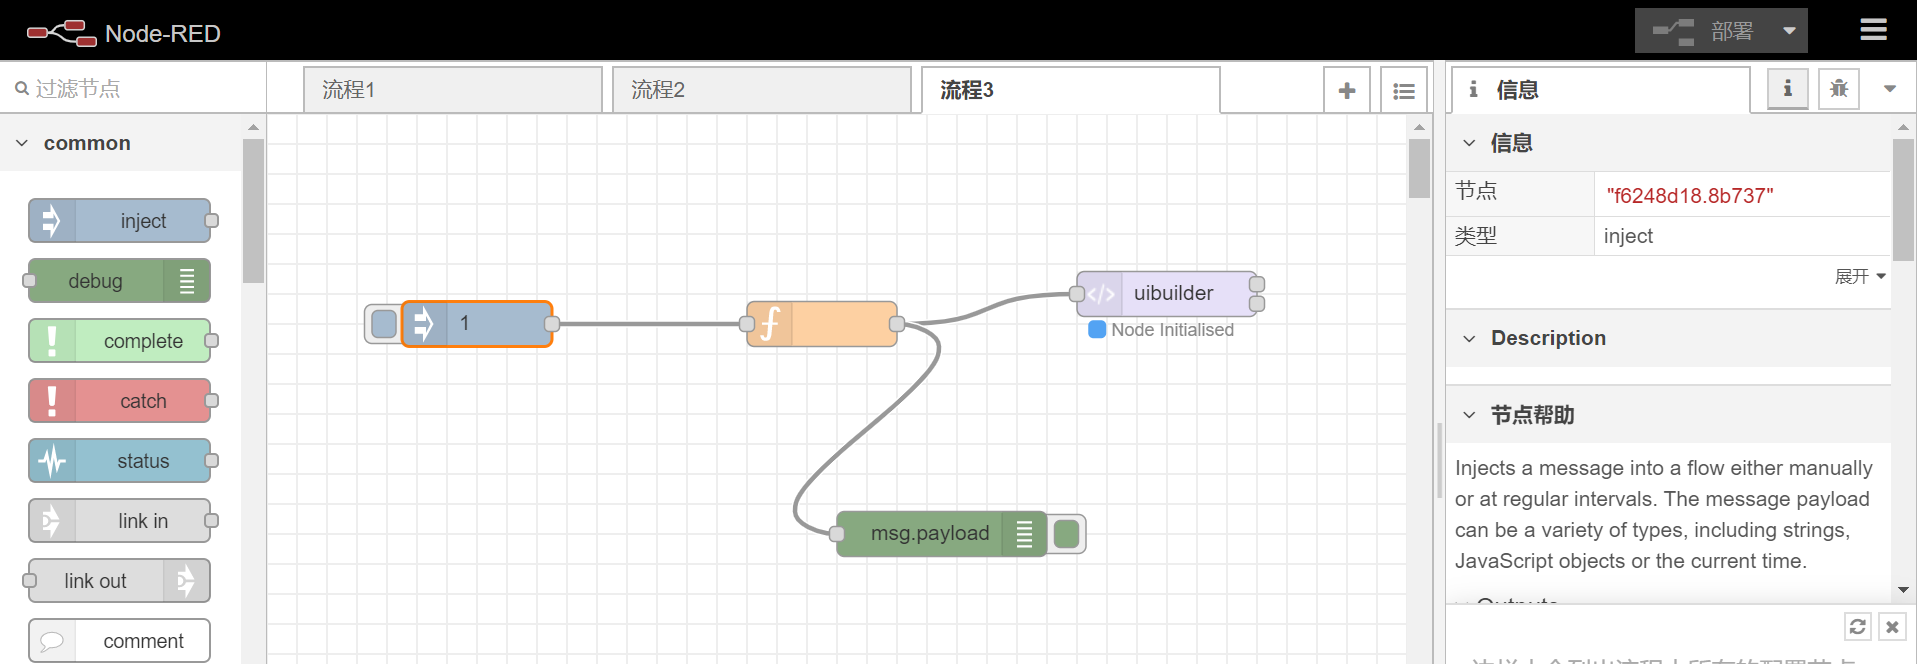 Node-RED
部署
过滤节点
流程1
流程2
流程3
信息
common
inject
debug
complete
catch
status
link in
link out
comment
1
uibuilder
Node Initialised
msg.payload
信息
节点
"f6248d18.8b737"
类型
inject
展开
Description
节点帮助
Injects a message into a flow either manually
or at regular intervals. The message payload
can be a variety of types, including strings,
JavaScript objects or the current time.
Outputs